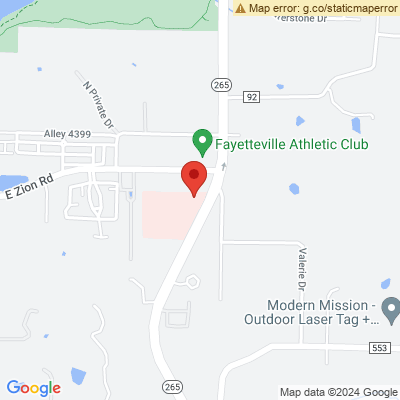 Map error: g.co/staticmaperror
erstone Dr
265
92
N Private Dr
Alley 4399
Fayetteville Athletic Club
E Zion Rd
Valerie Dr
Modern Mission -
Outdoor Laser Tag +...
553
265
Google
Map data ©2024 Google